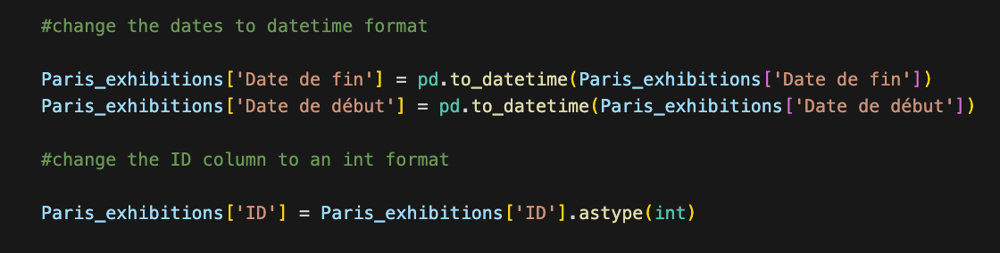 #change the dates to datetime format
Paris_exhibitions['Date de fin'] = pd.to_datetime(Paris_exhibitions['Date de fin'])
Paris_exhibitions['Date de début'] = pd.to_datetime(Paris_exhibitions['Date de début'])
#change the ID column to an int format
Paris_exhibitions['ID'] = Paris_exhibitions['ID'].astype(int)